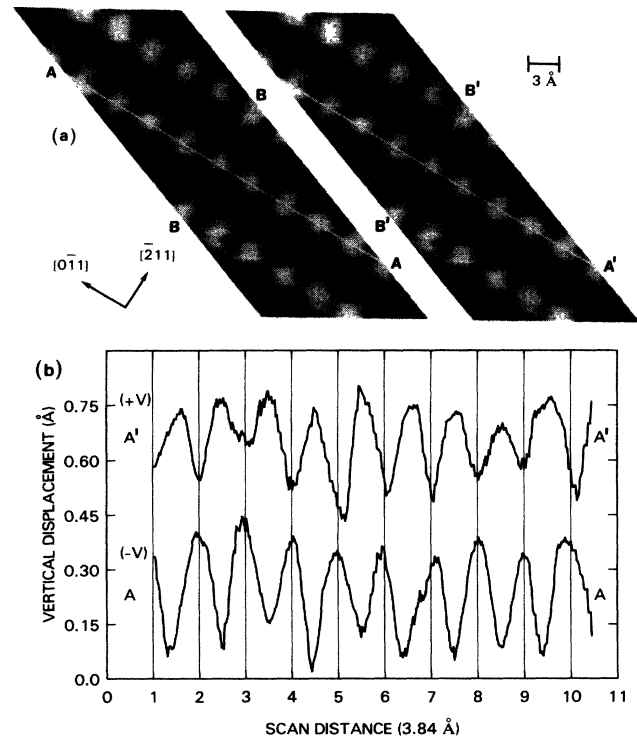 A
B
B'
3 Å
(a)
B
B'
A
A'
[01̄1]
[2̄11]
(b)
(+V)
A'
A'
(-V)
A
A
VERTICAL DISPLACEMENT (Å)
0.75
0.60
0.45
0.30
0.15
0.0
0 1 2 3 4 5 6 7 8 9 10 11
SCAN DISTANCE (3.84 Å)